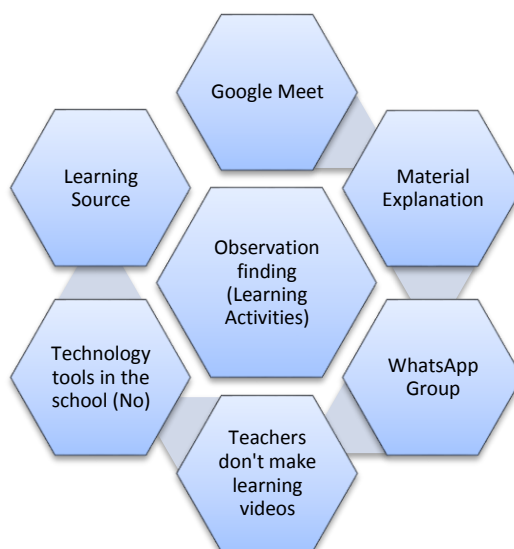 Google Meet
Material
Explanation
WhatsApp
Group
Teachers
don't make
learning
videos
Technology
tools in the
school (No)
Learning
Source
Observation
finding
(Learning
Activities)